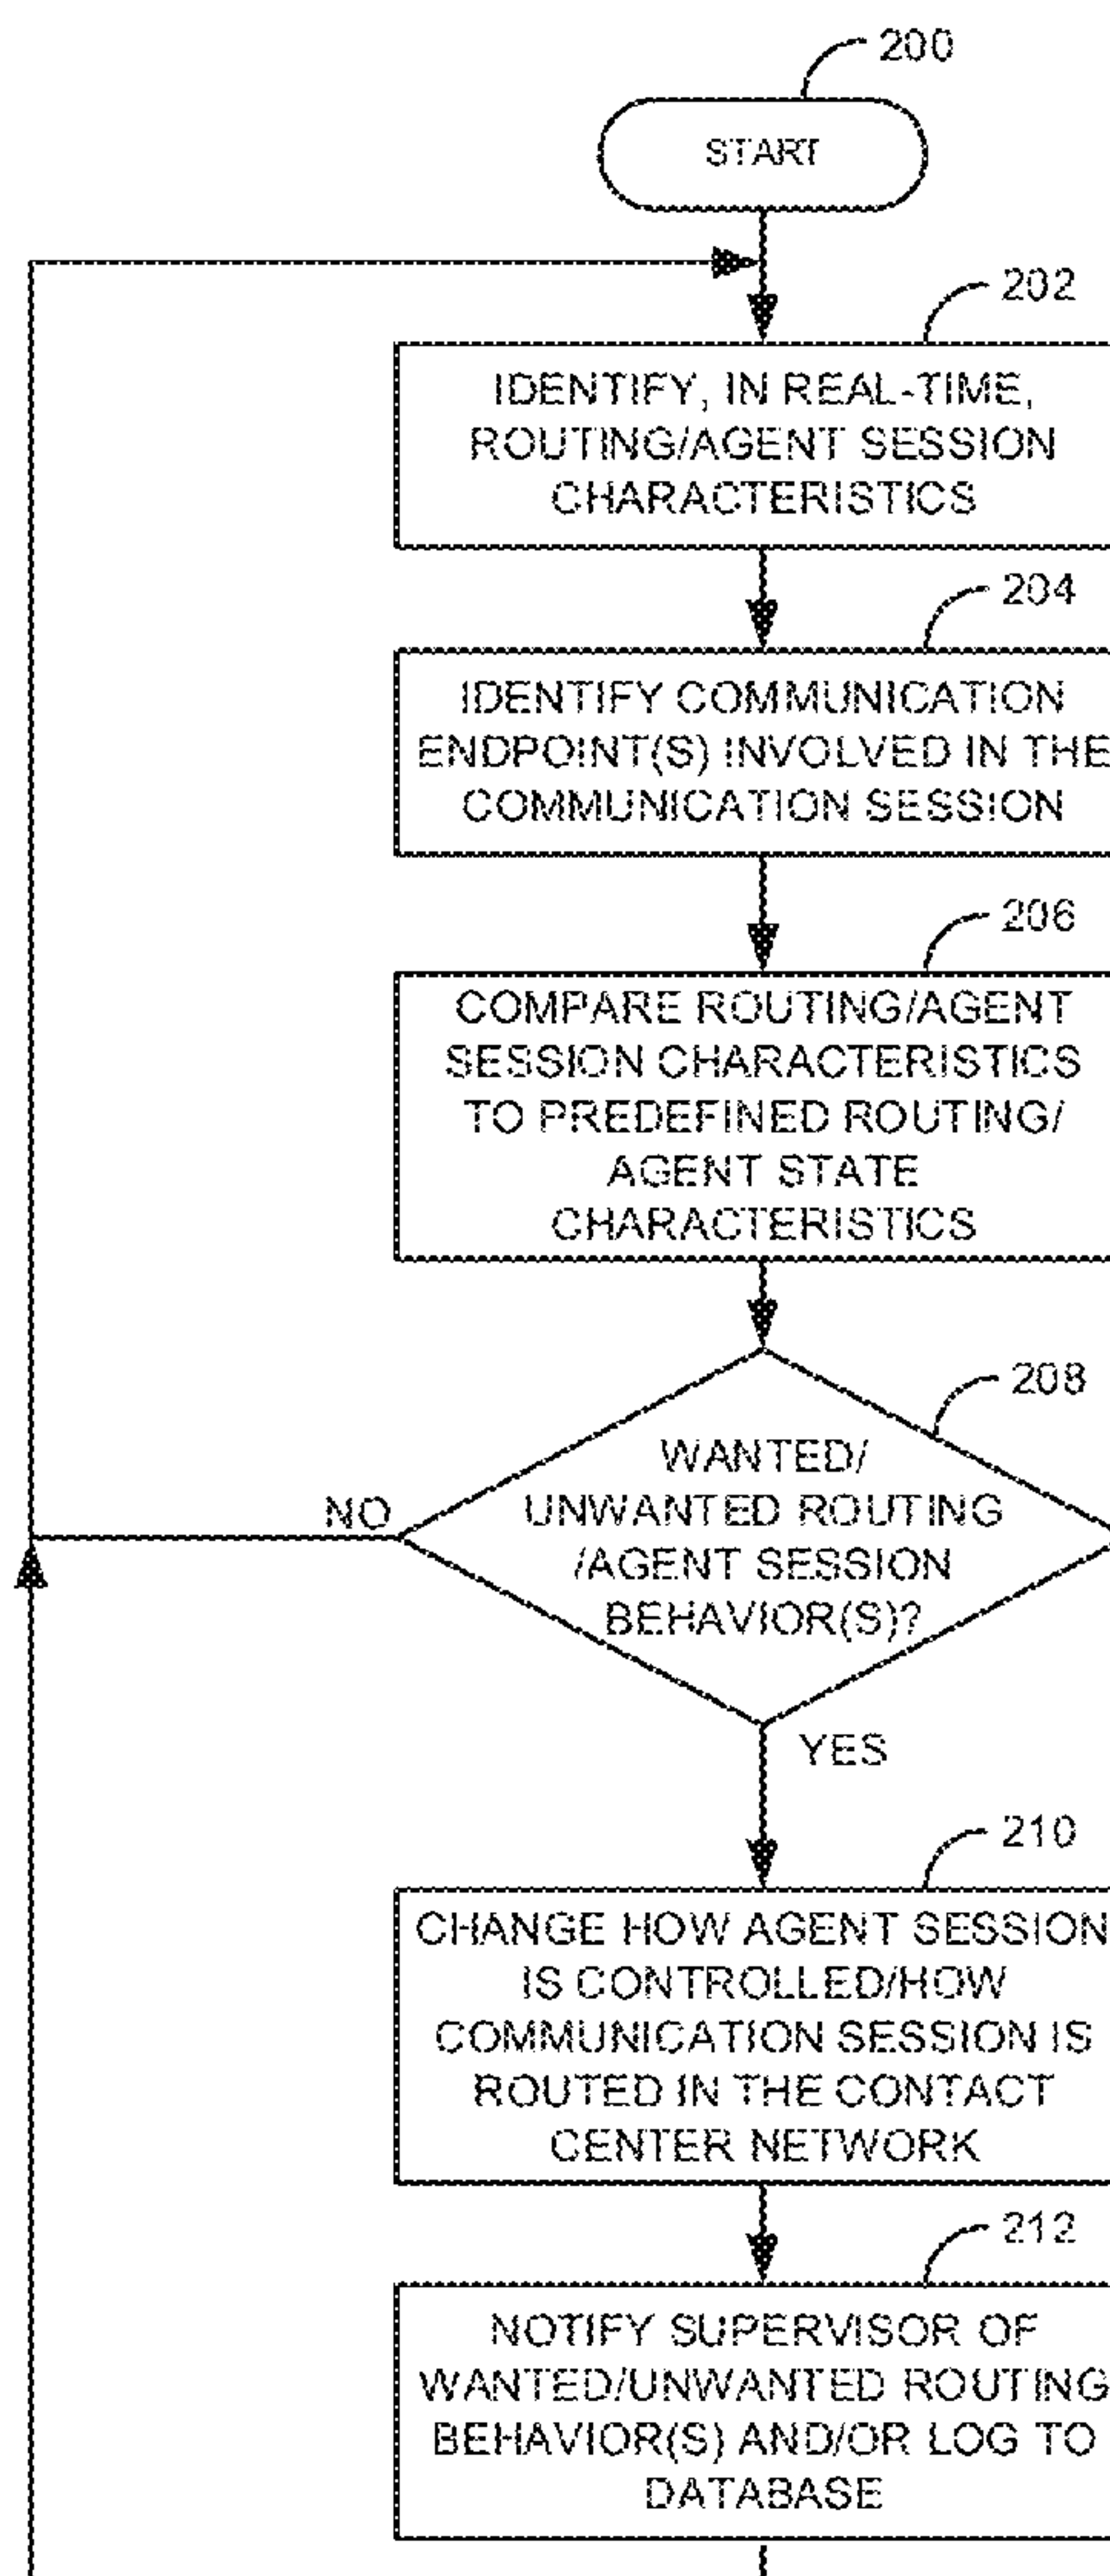 200
START
202
IDENTIFY, IN REAL-TIME,
ROUTING/AGENT SESSION
CHARACTERISTICS
204
IDENTIFY COMMUNICATION
ENDPOINT(S) INVOLVED IN THE
COMMUNICATION SESSION
206
COMPARE ROUTING/AGENT
SESSION CHARACTERISTICS
TO PREDEFINED ROUTING/
AGENT STATE
CHARACTERISTICS
208
WANTED/
UNWANTED ROUTING
/AGENT SESSION
BEHAVIOR(S)?
NO
YES
210
CHANGE HOW AGENT SESSION
IS CONTROLLED/HOW
COMMUNICATION SESSION IS
ROUTED IN THE CONTACT
CENTER NETWORK
212
NOTIFY SUPERVISOR OF
WANTED/UNWANTED ROUTING
BEHAVIOR(S) AND/OR LOG TO
DATABASE